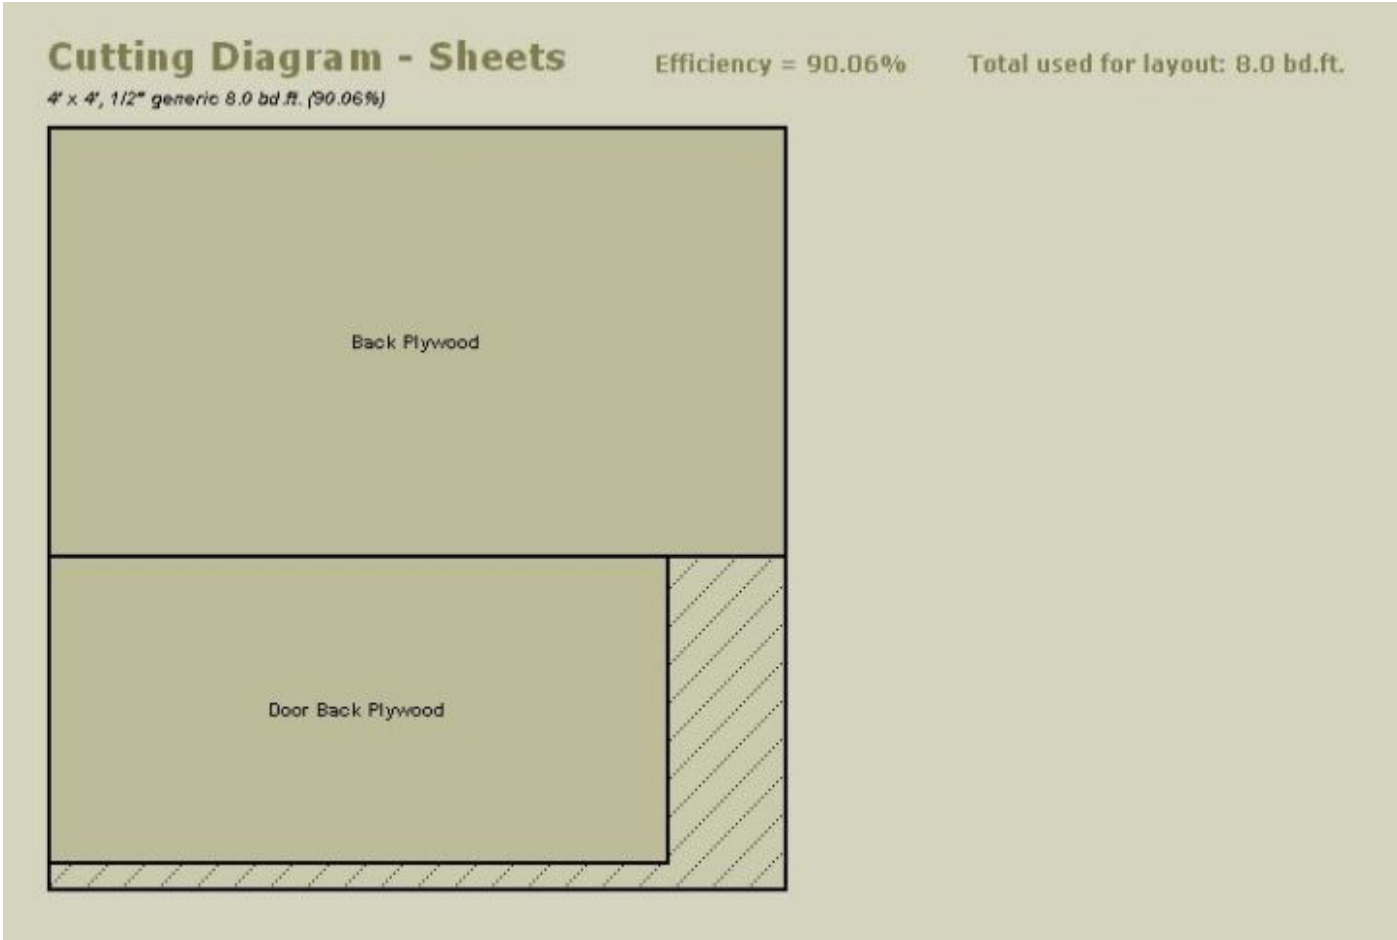 Cutting Diagram - Sheets
Efficiency = 90.06%
Total used for layout: 8.0 bd.ft.
4' x 4', 1/2" generic 8.0 bd.ft. (90.06%)
Back Plywood
Door Back Plywood